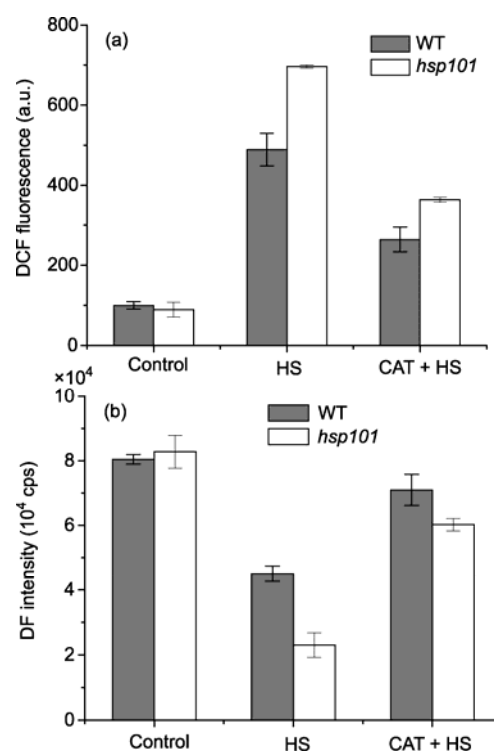 (a)
WT
hsp101
DCF fluorescence (a.u.)
800
600
400
200
0
Control
HS
CAT + HS
×10⁴
(b)
WT
hsp101
DF intensity (10⁴ cps)
10
8
6
4
2
0
Control
HS
CAT + HS